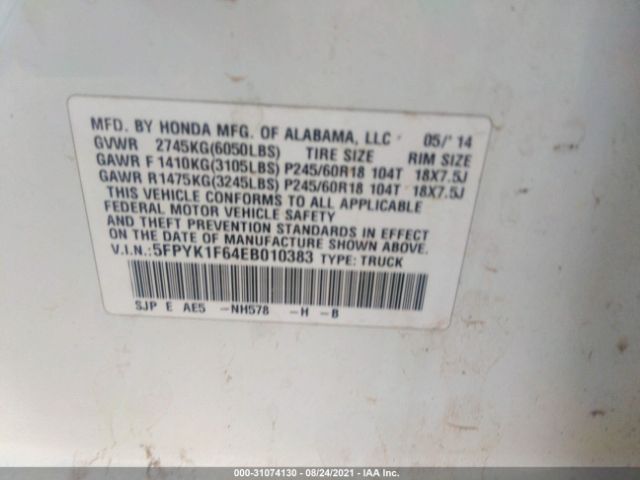 MFD. BY HONDA MFG. OF ALABAMA, LLC 05/'14
GVWR 2745KG(6050LBS) TIRE SIZE RIM SIZE
GAWR F 1410KG(3105LBS) P245/60R18 104T 18X7.5J
GAWR R 1475KG(3245LBS) P245/60R18 104T 18X7.5J
THIS VEHICLE CONFORMS TO ALL APPLICABLE
FEDERAL MOTOR VEHICLE SAFETY
AND THEFT PREVENTION STANDARDS IN EFFECT
ON THE DATE OF MANUFACTURE SHOWN ABOVE.
V.I.N.:5FPYK1F64EB010383 TYPE: TRUCK
SJP E AE5 -NH578 -H -B
000-31074130 - 08/24/2021 - IAA Inc.